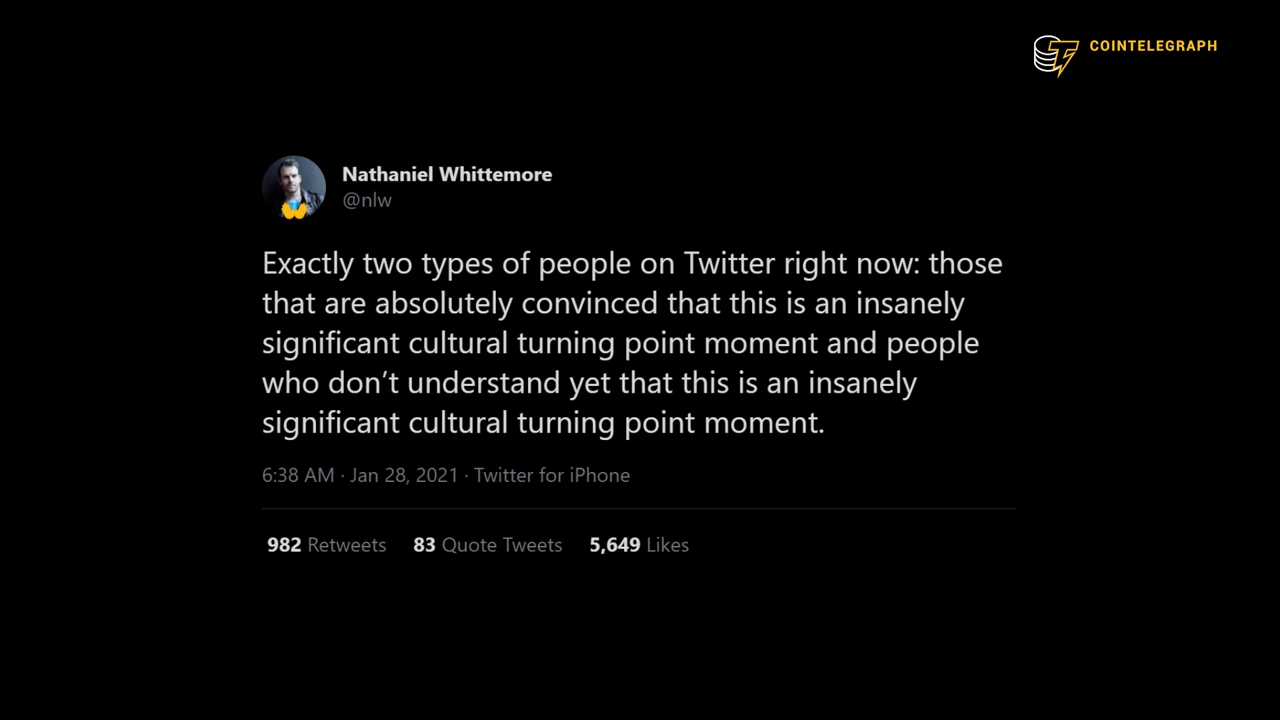 COINTELEGRAPH
Nathaniel Whittemore
@nlw
Exactly two types of people on Twitter right now: those
that are absolutely convinced that this is an insanely
significant cultural turning point moment and people
who don’t understand yet that this is an insanely
significant cultural turning point moment.
6:38 AM · Jan 28, 2021 · Twitter for iPhone
982 Retweets 83 Quote Tweets 5,649 Likes